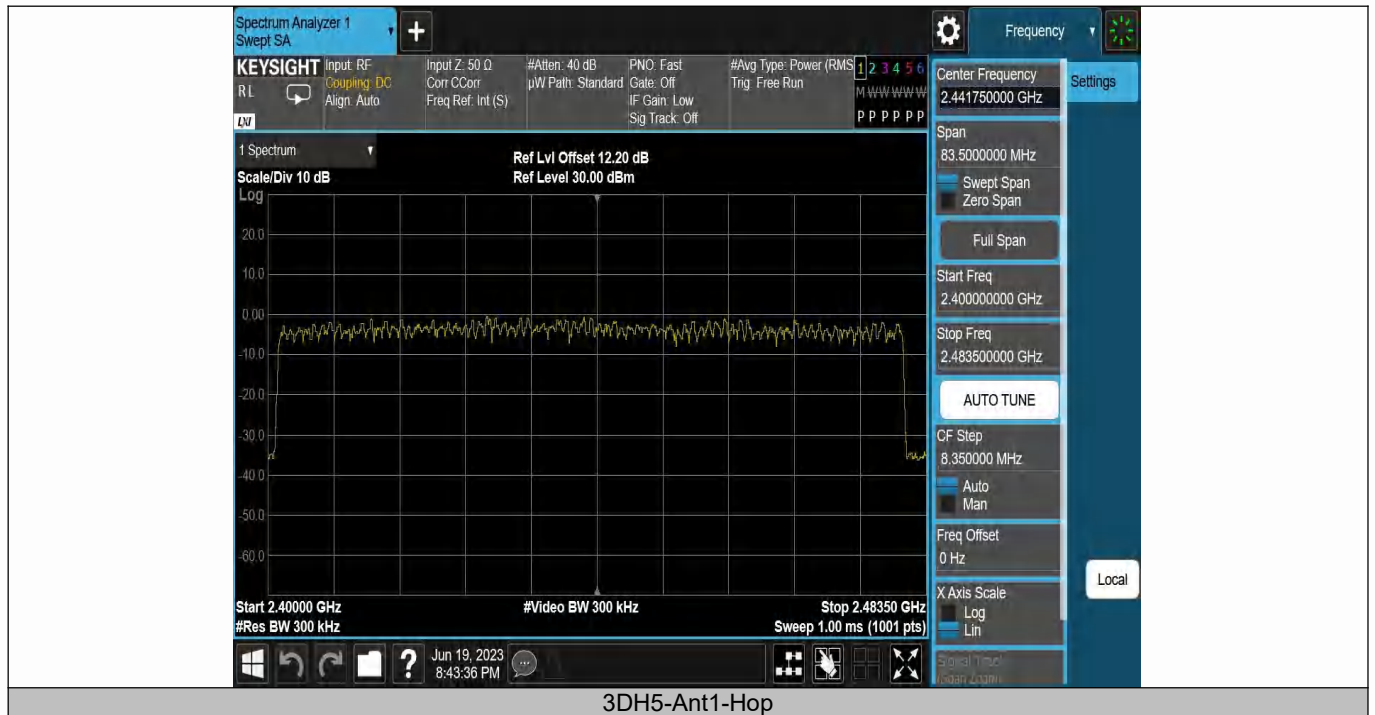 Spectrum Analyzer 1
Swept SA
+
Frequency
KEYSIGHT
RL
LXI
Input: RF
Coupling: DC
Align: Auto
Input Z: 50 Ω
Corr CCorr
Freq Ref: Int (S)
#Atten: 40 dB
µW Path: Standard
PNO: Fast
Gate: Off
IF Gain: Low
Sig Track: Off
#Avg Type: Power (RMS
Trig: Free Run
1 2 3 4 5 6
M W W W W W
P P P P P P
Settings
Center Frequency
2.441750000 GHz
Span
83.5000000 MHz
Swept Span
Zero Span
Full Span
Start Freq
2.400000000 GHz
Stop Freq
2.483500000 GHz
AUTO TUNE
CF Step
8.350000 MHz
Auto
Man
Freq Offset
0 Hz
X Axis Scale
Log
Lin
Signal Track
(Span Zoom)
Local
1 Spectrum
Scale/Div 10 dB
Ref Lvl Offset 12.20 dB
Ref Level 30.00 dBm
Log
20.0
10.0
0.00
-10.0
-20.0
-30.0
-40.0
-50.0
-60.0
Start 2.40000 GHz
#Video BW 300 kHz
Stop 2.48350 GHz
#Res BW 300 kHz
Sweep 1.00 ms (1001 pts)
?
Jun 19, 2023
8:43:36 PM
3DH5-Ant1-Hop